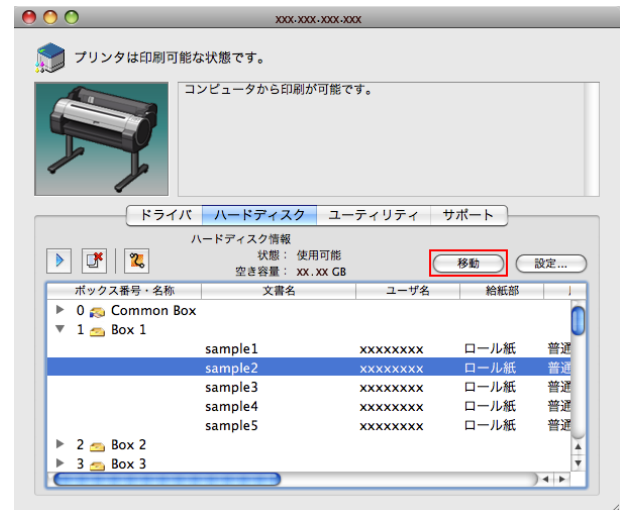 xxx-xxx-xxx-xxx
プリンタは印刷可能な状態です。
コンピュータから印刷が可能です。
ドライバ ハードディスク ユーティリティ サポート
ハードディスク情報
状態： 使用可能
空き容量： XX.XX GB
移動 設定...
ボックス番号・名称 文書名 ユーザ名 給紙部
0 Common Box
1 Box 1
sample1 xxxxxxxx ロール紙 普通
sample2 xxxxxxxx ロール紙 普通
sample3 xxxxxxxx ロール紙 普通
sample4 xxxxxxxx ロール紙 普通
sample5 xxxxxxxx ロール紙 普通
2 Box 2
3 Box 3